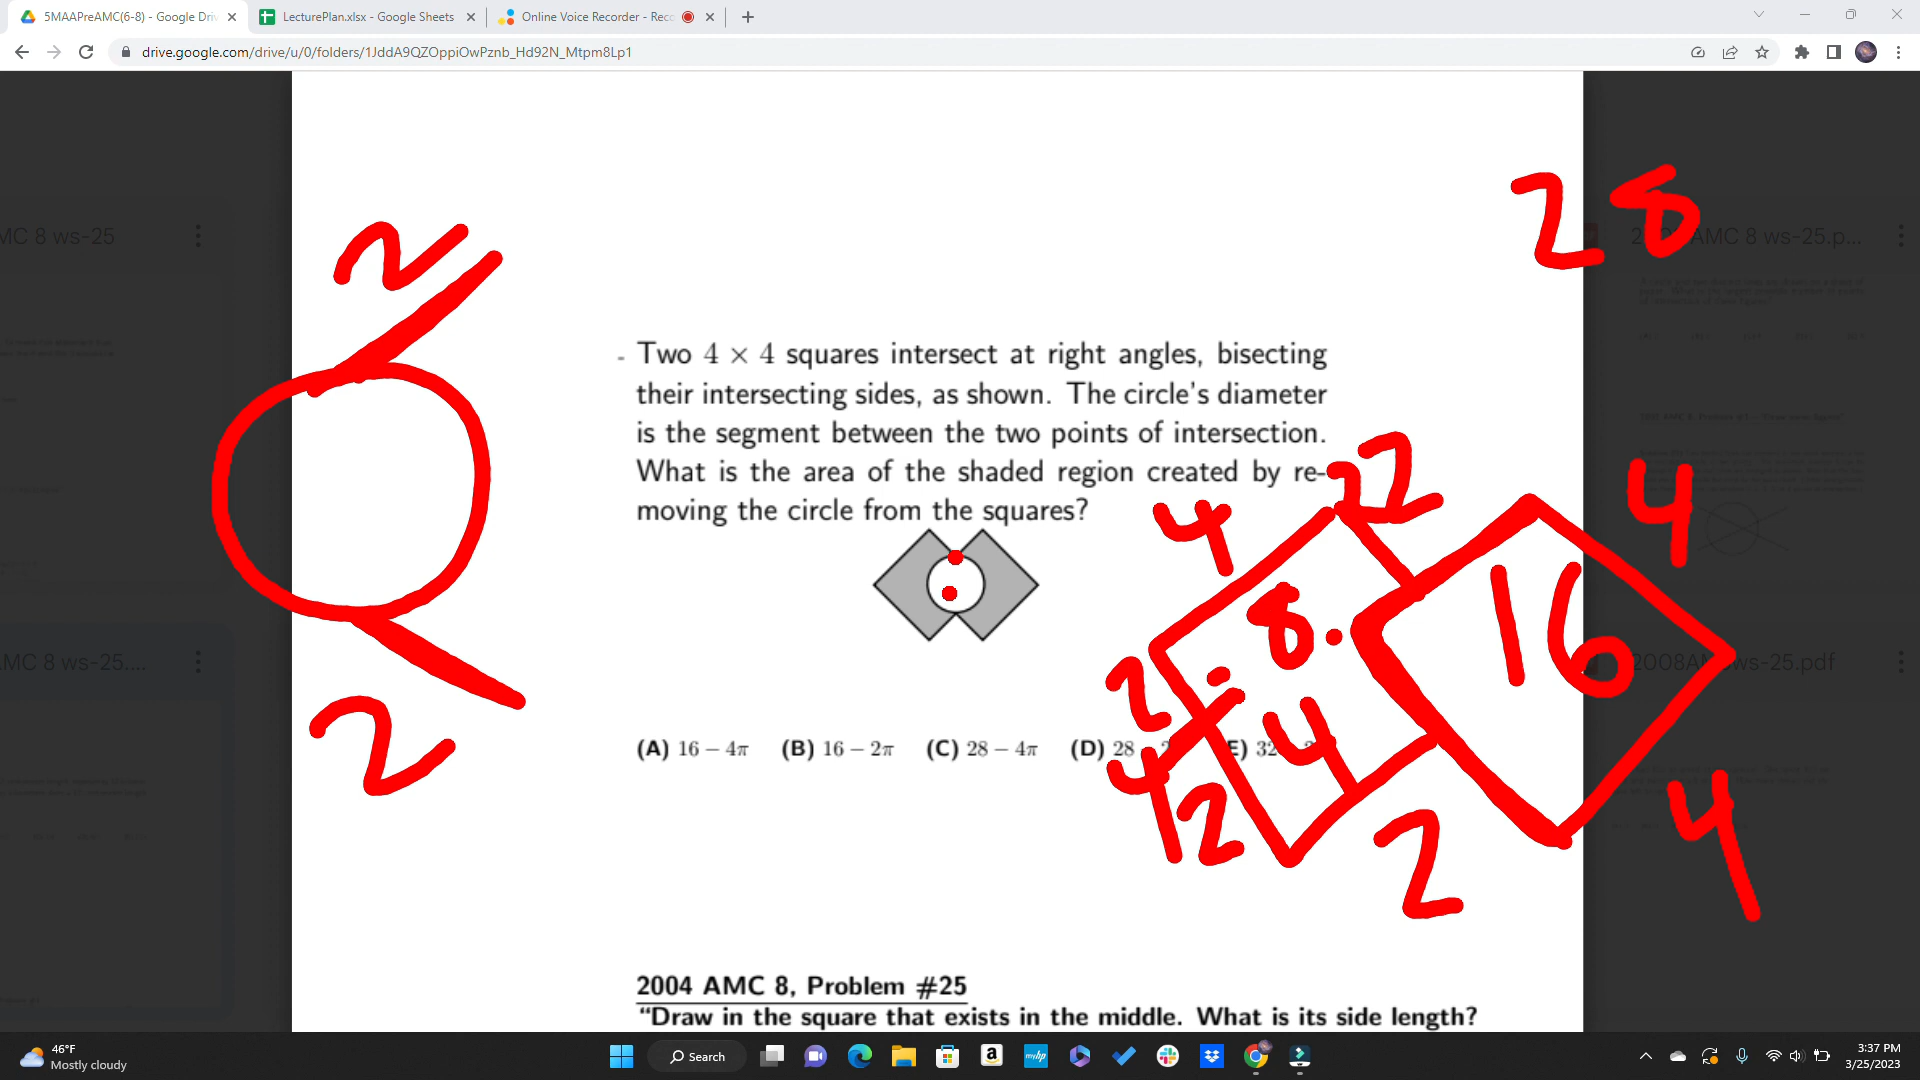 5MAAPreAMC(6-8) - Google Dri
LecturePlan.xlsx - Google Sheets
Online Voice Recorder - Rec
drive.google.com/drive/u/0/folders/1JddA9QZOppiOwPznb_Hd92N_Mtpm8Lp1
MC 8 ws-25
28
AMC 8 ws-25.p...
2
- Two 4 × 4 squares intersect at right angles, bisecting
their intersecting sides, as shown. The circle's diameter
is the segment between the two points of intersection.
What is the area of the shaded region created by re-
moving the circle from the squares?
2 2
4
4
8
16
2
4
4
2
2
4
2
MC 8 ws-25....
2008AM ws-25.pdf
(A) 16 – 4π (B) 16 – 2π (C) 28 – 4π (D) 28 E) 32
2004 AMC 8, Problem #25
“Draw in the square that exists in the middle. What is its side length?
46°F
Mostly cloudy
Search
a
myhp
3:37 PM
3/25/2023